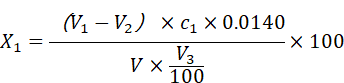 X₁ = (V₁ − V₂) × c₁ × 0.0140 / (V × V₃/100) × 100